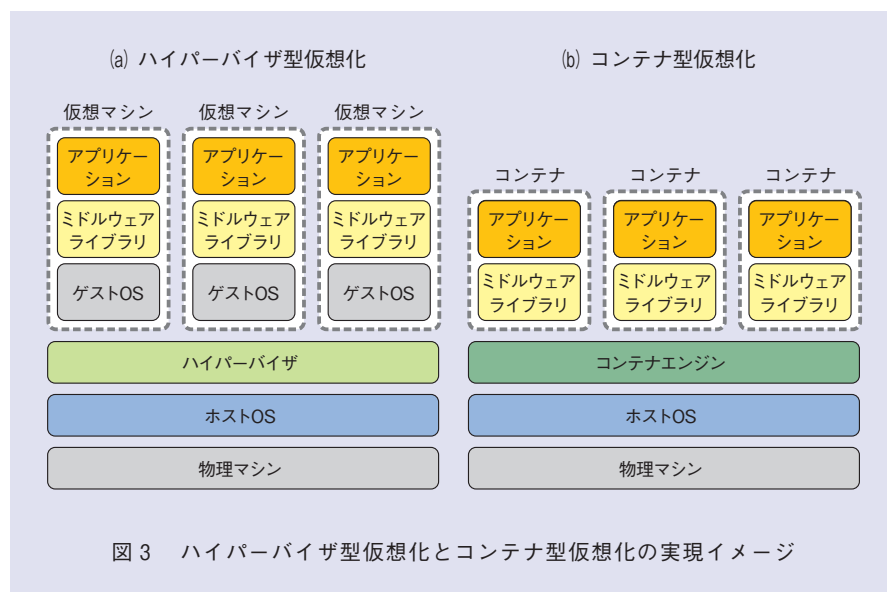 (a) ハイパーバイザ型仮想化
仮想マシン 仮想マシン 仮想マシン
アプリケー
ション
アプリケー
ション
アプリケー
ション
ミドルウェア
ライブラリ
ミドルウェア
ライブラリ
ミドルウェア
ライブラリ
ゲストOS
ゲストOS
ゲストOS
ハイパーバイザ
ホストOS
物理マシン
(b) コンテナ型仮想化
コンテナ コンテナ コンテナ
アプリケー
ション
アプリケー
ション
アプリケー
ション
ミドルウェア
ライブラリ
ミドルウェア
ライブラリ
ミドルウェア
ライブラリ
コンテナエンジン
ホストOS
物理マシン
図3 ハイパーバイザ型仮想化とコンテナ型仮想化の実現イメージ